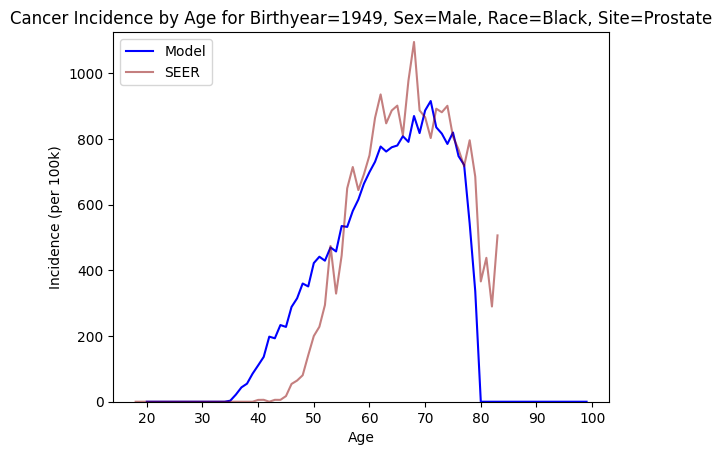 Cancer Incidence by Age for Birthyear=1949, Sex=Male, Race=Black, Site=Prostate
Model
SEER
1000
800
600
400
200
0
Incidence (per 100k)
20 30 40 50 60 70 80 90 100
Age